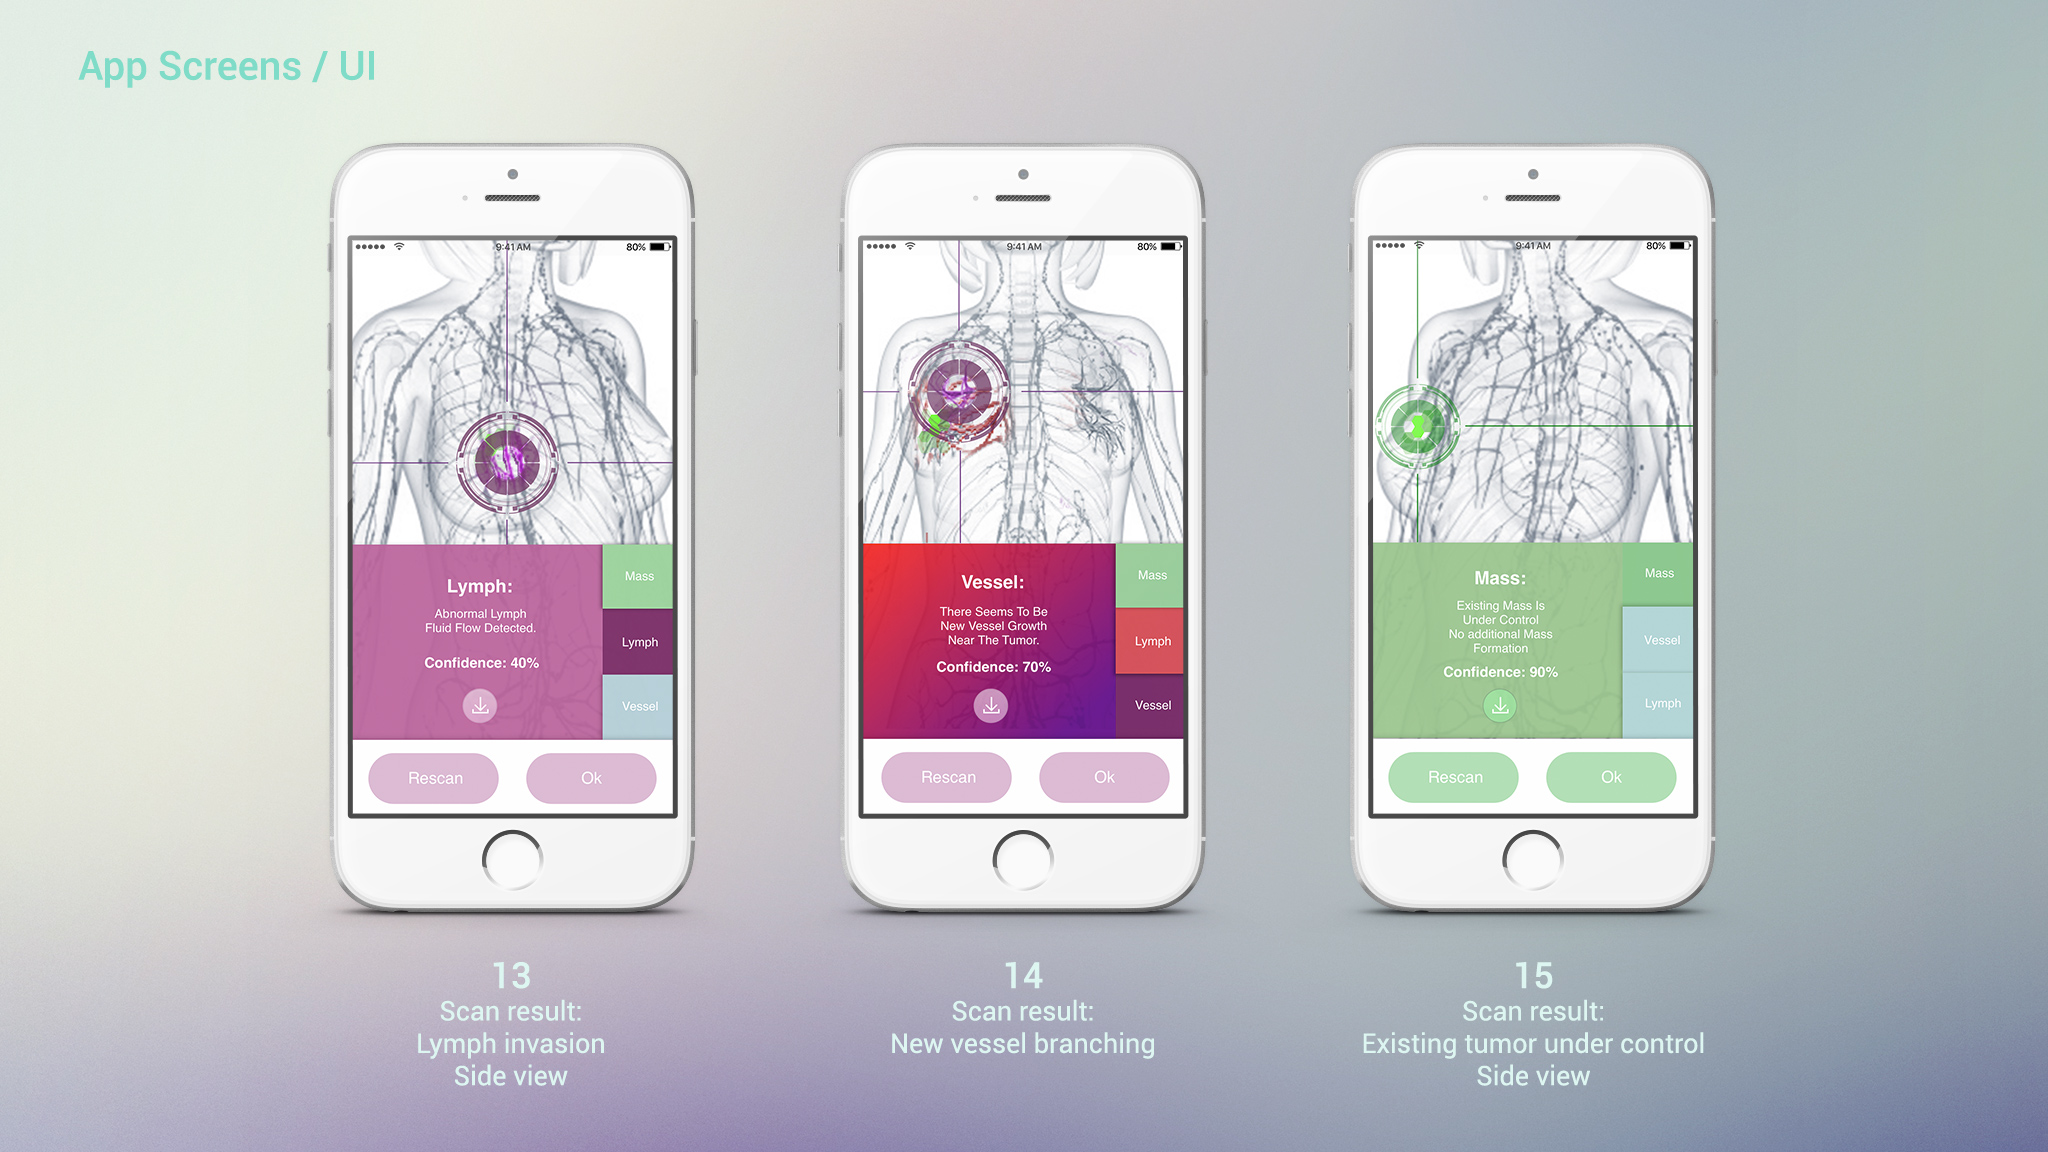 App Screens / UI
9:41 AM
80%
Lymph:
Abnormal Lymph
Fluid Flow Detected.
Confidence: 40%
Mass
Lymph
Vessel
Rescan
Ok
13
Scan result:
Lymph invasion
Side view
9:41 AM
80%
Vessel:
There Seems To Be
New Vessel Growth
Near The Tumor.
Confidence: 70%
Mass
Lymph
Vessel
Rescan
Ok
14
Scan result:
New vessel branching
9:41 AM
80%
Mass:
Existing Mass Is
Under Control
No additional Mass
Formation
Confidence: 90%
Mass
Vessel
Lymph
Rescan
Ok
15
Scan result:
Existing tumor under control
Side view